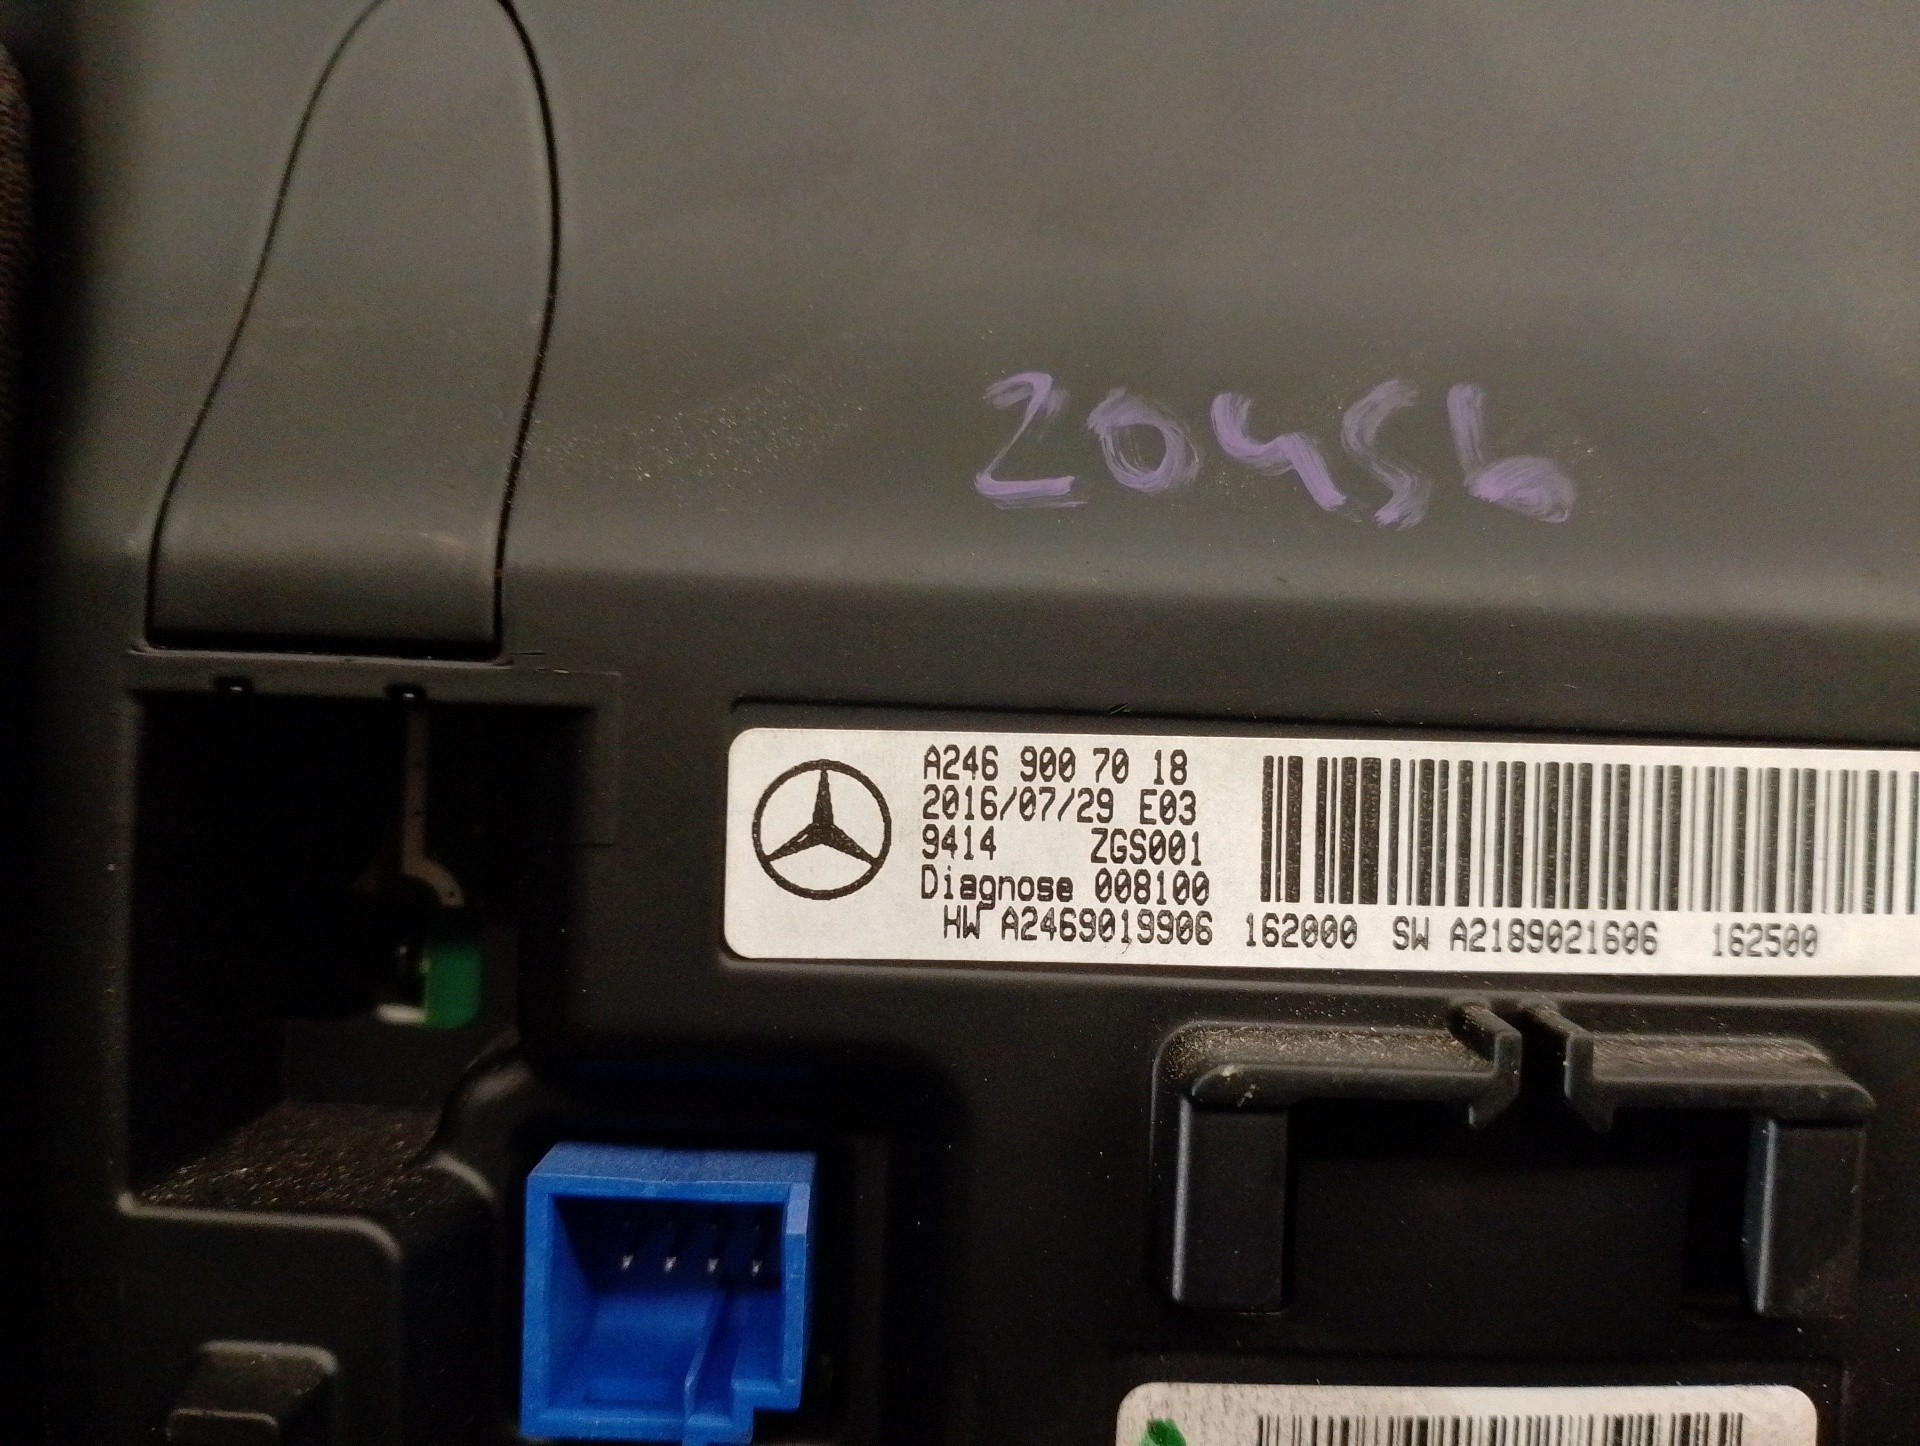 20456
A246 900 70 18
2016/07/29 E03
9414 ZGS001
Diagnose 008100
HW A2469019906 162000 SW A2189021606 162500